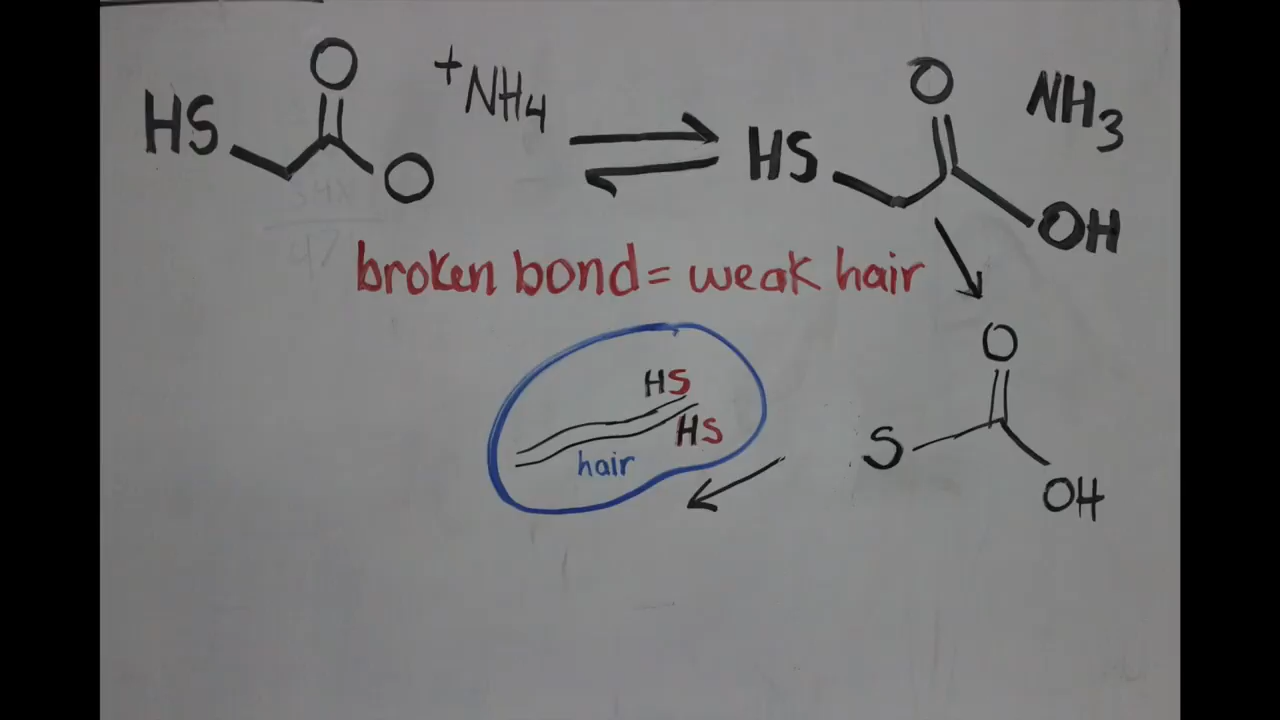 O
HS
O
+NH4
O
HS
OH
NH3
broken bond = weak hair
HS
HS
hair
O
S
OH